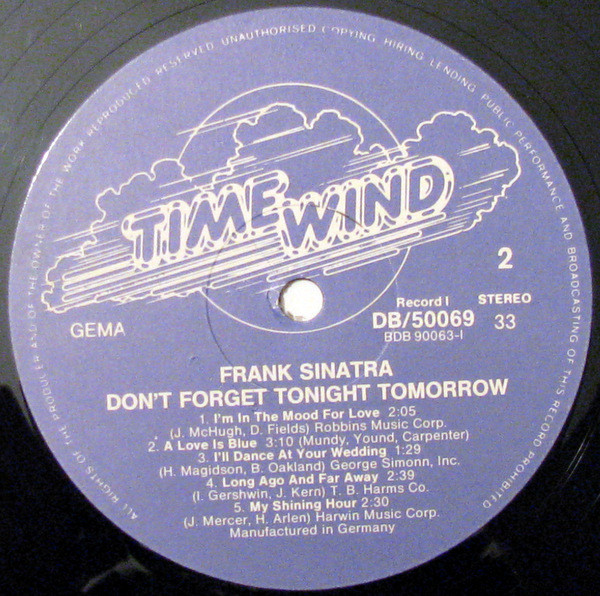 ALL RIGHTS OF THE PRODUCER AND OF THE OWNER OF THE WORK REPRODUCED RESERVED UNAUTHORISED COPYING, HIRING, LENDING, PUBLIC PERFORMANCE AND BROADCASTING OF THIS RECORD PROHIBITED
TIME WIND
2
Record I STEREO
DB/50069 33
BDB 90063-I
GEMA
FRANK SINATRA
DON'T FORGET TONIGHT TOMORROW
1. I'm In The Mood For Love 2:05
(J. McHugh, D. Fields) Robbins Music Corp.
2. A Love Is Blue 3:10 (Mundy, Yound, Carpenter)
3. I'll Dance At Your Wedding 1:29
(H. Magidson, B. Oakland) George Simonn, Inc.
4. Long Ago And Far Away 2:39
(I. Gershwin, J. Kern) T. B. Harms Co.
5. My Shining Hour 2:30
(J. Mercer, H. Arlen) Harwin Music Corp.
Manufactured in Germany